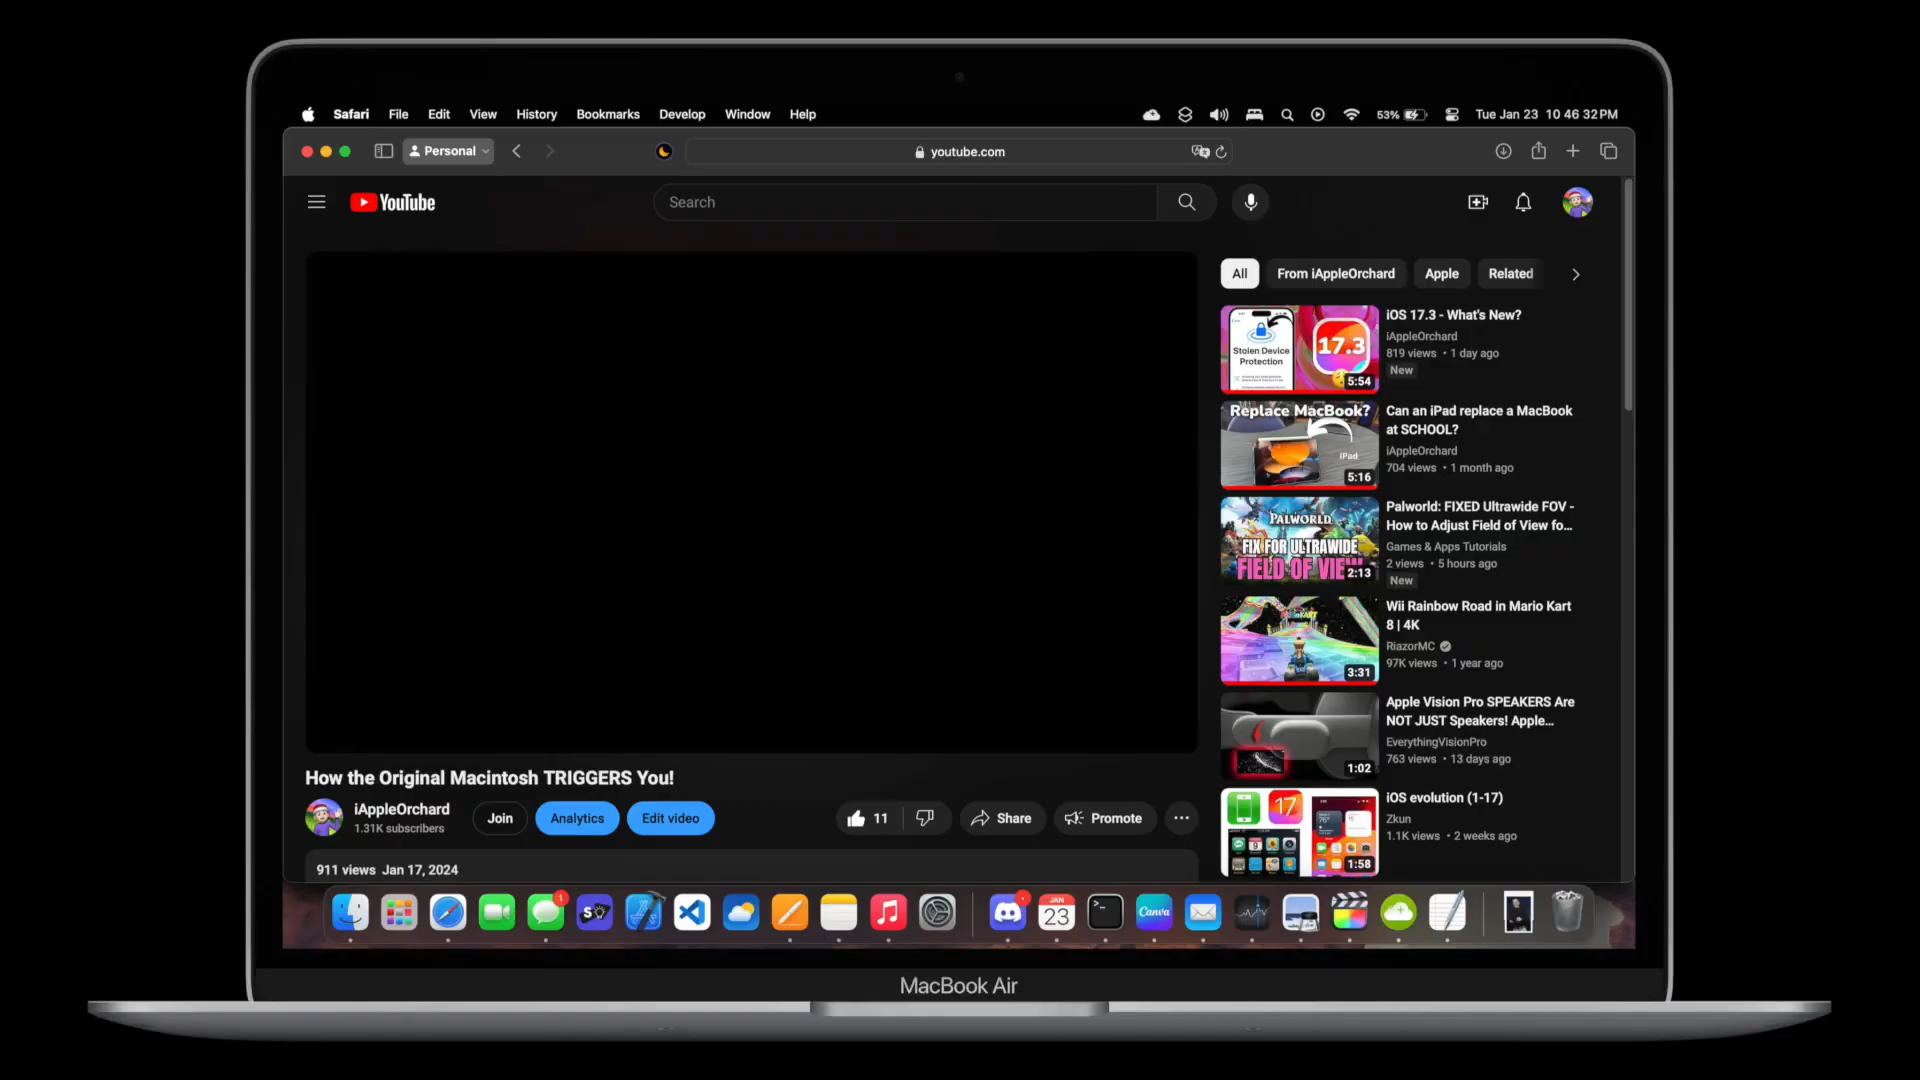 Safari File Edit View History Bookmarks Develop Window Help 53% Tue Jan 23 10 46 32 PM
Personal youtube.com
YouTube Search
All From iAppleOrchard Apple Related
Stolen Device
Protection
17.3
5:54
iOS 17.3 - What's New?
iAppleOrchard
819 views • 1 day ago
New
Replace MacBook?
iPad
5:16
Can an iPad replace a MacBook
at SCHOOL?
iAppleOrchard
704 views • 1 month ago
PALWORLD
FIX FOR ULTRAWIDE
FIELD OF VIEW
2:13
Palworld: FIXED Ultrawide FOV -
How to Adjust Field of View fo...
Games & Apps Tutorials
2 views • 5 hours ago
New
3:31
Wii Rainbow Road in Mario Kart
8 | 4K
RiazorMC
97K views • 1 year ago
1:02
Apple Vision Pro SPEAKERS Are
NOT JUST Speakers! Apple...
EverythingVisionPro
763 views • 13 days ago
17
1:58
iOS evolution (1-17)
Zkun
1.1K views • 2 weeks ago
How the Original Macintosh TRIGGERS You!
iAppleOrchard
1.31K subscribers
Join Analytics Edit video 11 Share Promote
911 views Jan 17, 2024
1
JAN
23
Canva
MacBook Air